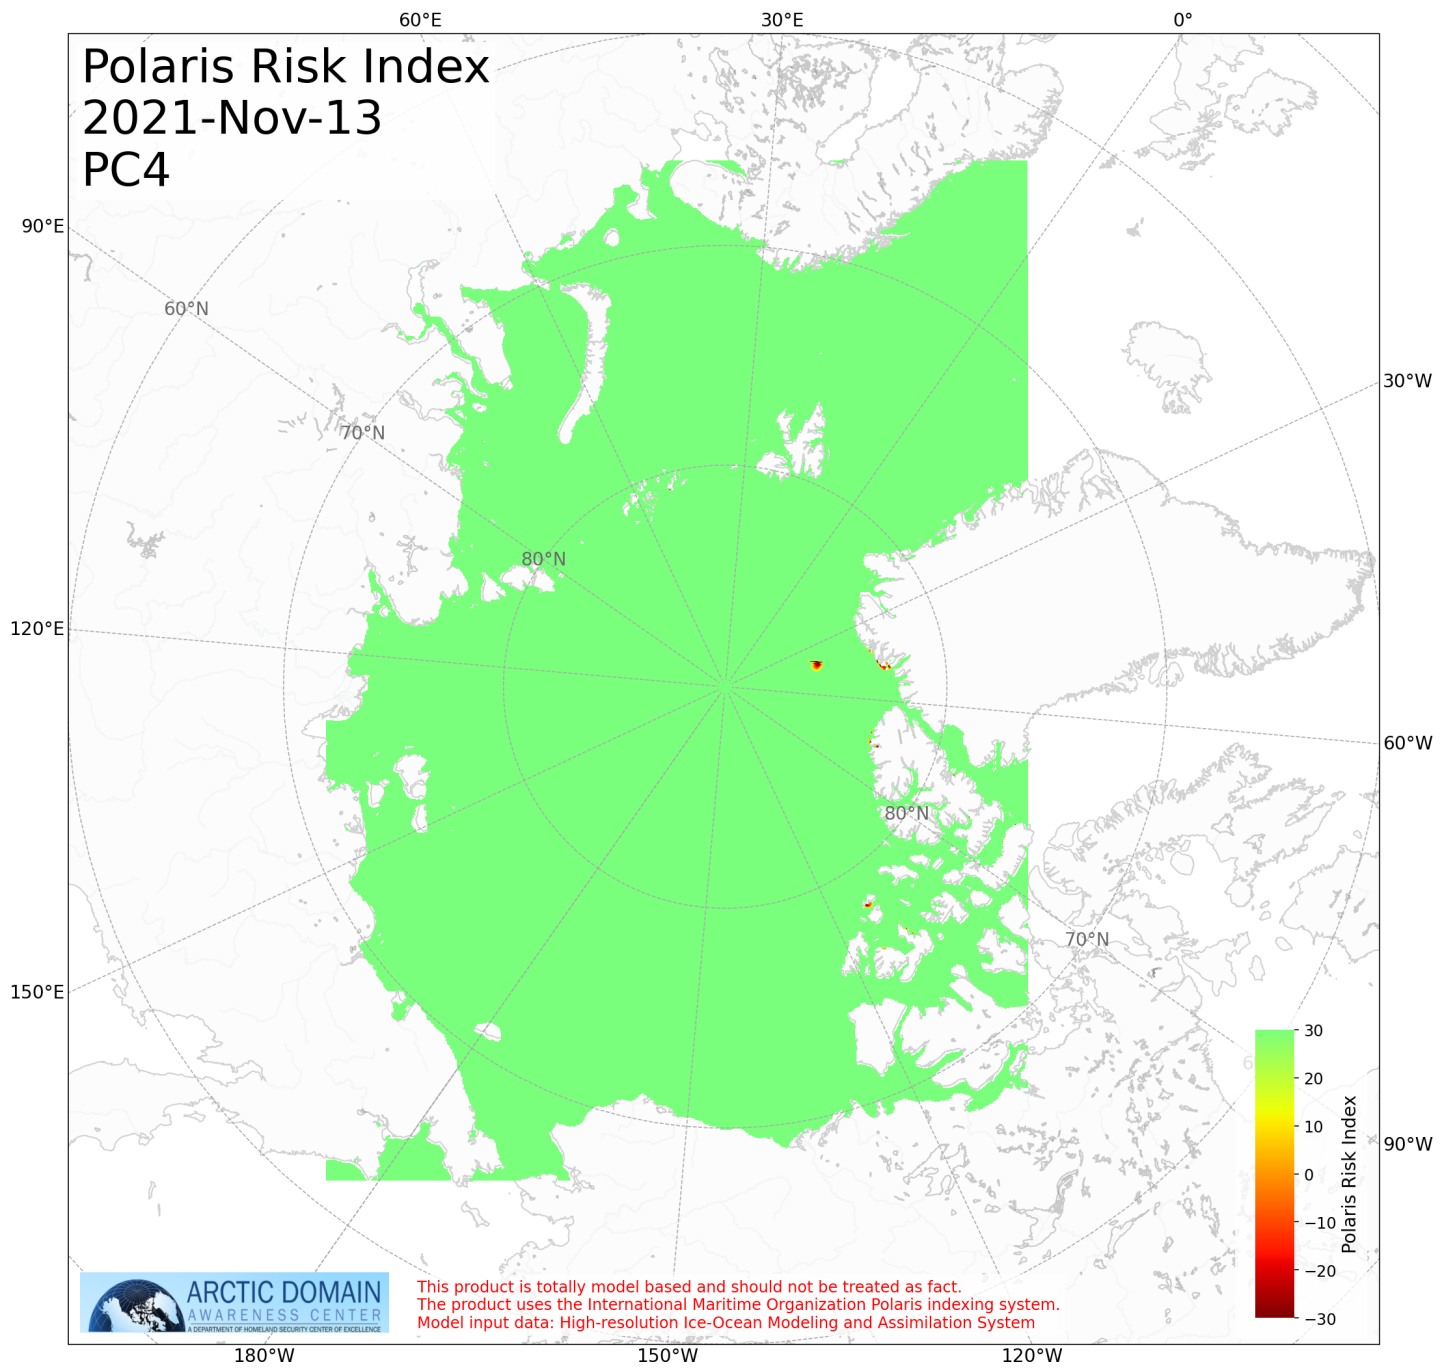 60°E 30°E 0°
Polaris Risk Index
2021-Nov-13
PC4
90°E
60°N
30°W
70°N
80°N
120°E
60°W
80°N
70°N
150°E
30
20
10
0
−10
−20
−30
Polaris Risk Index
90°W
ARCTIC DOMAIN
AWARENESS CENTER
A DEPARTMENT OF HOMELAND SECURITY CENTER OF EXCELLENCE
This product is totally model based and should not be treated as fact.
The product uses the International Maritime Organization Polaris indexing system.
Model input data: High-resolution Ice-Ocean Modeling and Assimilation System
180°W 150°W 120°W